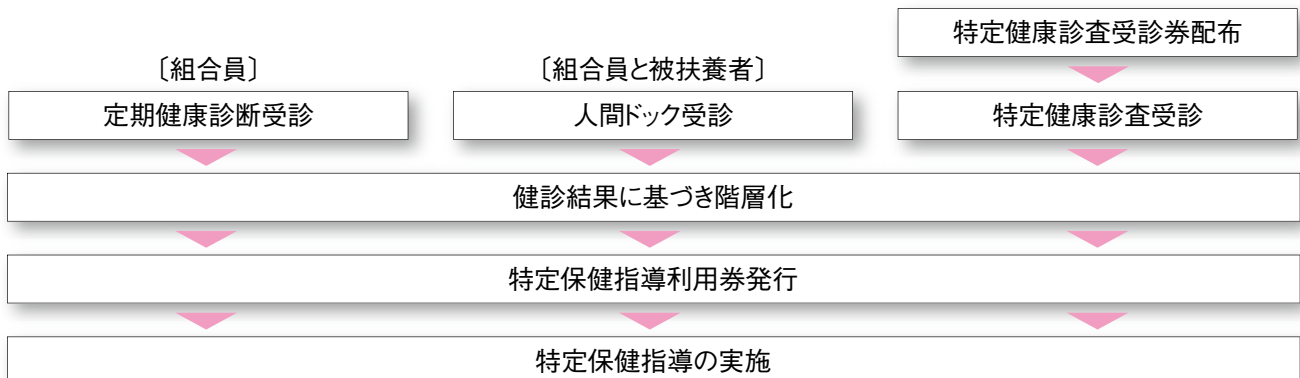 特定健康診査受診券配布
〔組合員〕
〔組合員と被扶養者〕
定期健康診断受診
人間ドック受診
特定健康診査受診
健診結果に基づき階層化
特定保健指導利用券発行
特定保健指導の実施